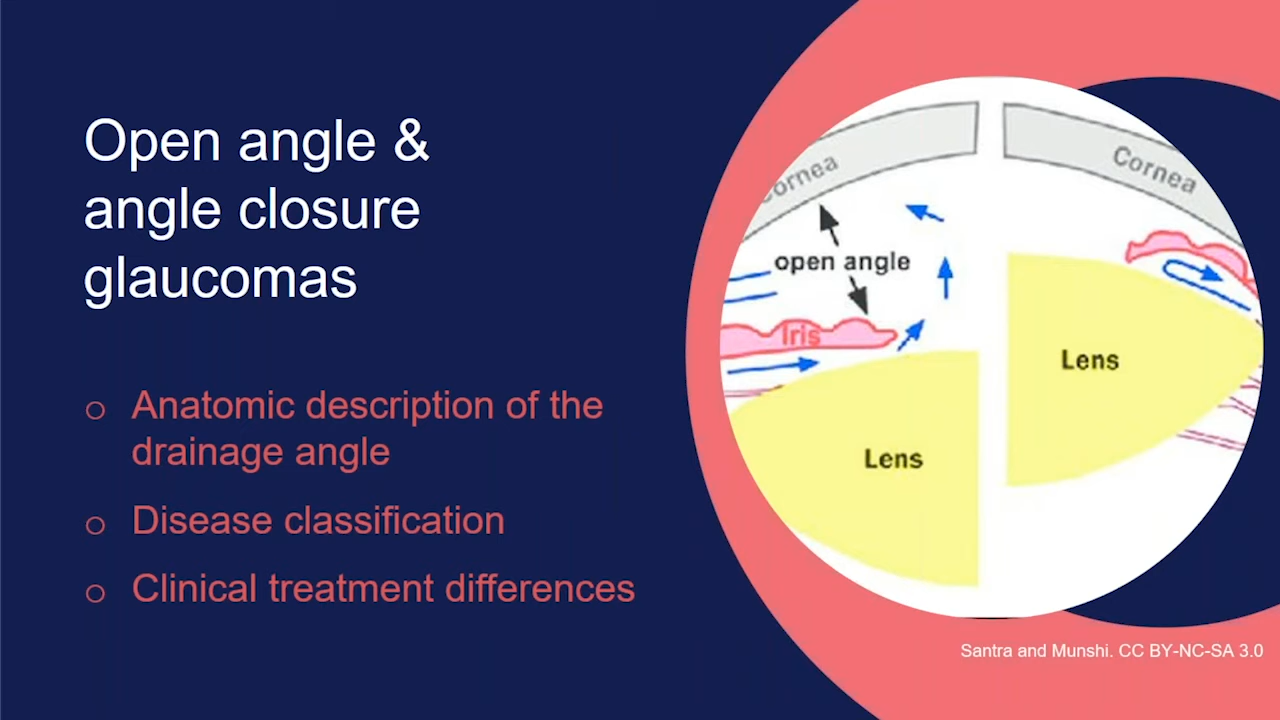 Open angle &
angle closure
glaucomas
o Anatomic description of the
drainage angle
o Disease classification
o Clinical treatment differences
Cornea
open angle
Iris
Lens
Cornea
Lens
Santra and Munshi. CC BY-NC-SA 3.0